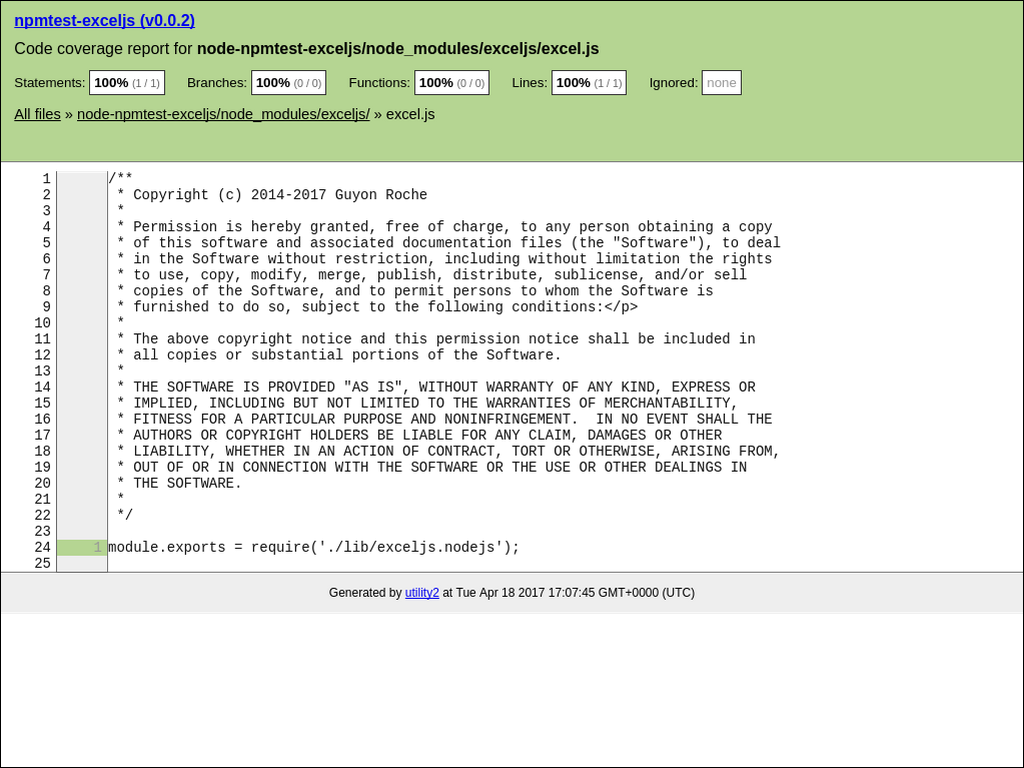 npmtest-exceljs (v0.0.2)
Code coverage report for node-npmtest-exceljs/node_modules/exceljs/excel.js
Statements: 100% (1 / 1) Branches: 100% (0 / 0) Functions: 100% (0 / 0) Lines: 100% (1 / 1) Ignored: none
All files » node-npmtest-exceljs/node_modules/exceljs/ » excel.js
1 /**
2  * Copyright (c) 2014-2017 Guyon Roche
3  *
4  * Permission is hereby granted, free of charge, to any person obtaining a copy
5  * of this software and associated documentation files (the "Software"), to deal
6  * in the Software without restriction, including without limitation the rights
7  * to use, copy, modify, merge, publish, distribute, sublicense, and/or sell
8  * copies of the Software, and to permit persons to whom the Software is
9  * furnished to do so, subject to the following conditions:</p>
10  *
11  * The above copyright notice and this permission notice shall be included in
12  * all copies or substantial portions of the Software.
13  *
14  * THE SOFTWARE IS PROVIDED "AS IS", WITHOUT WARRANTY OF ANY KIND, EXPRESS OR
15  * IMPLIED, INCLUDING BUT NOT LIMITED TO THE WARRANTIES OF MERCHANTABILITY,
16  * FITNESS FOR A PARTICULAR PURPOSE AND NONINFRINGEMENT.  IN NO EVENT SHALL THE
17  * AUTHORS OR COPYRIGHT HOLDERS BE LIABLE FOR ANY CLAIM, DAMAGES OR OTHER
18  * LIABILITY, WHETHER IN AN ACTION OF CONTRACT, TORT OR OTHERWISE, ARISING FROM,
19  * OUT OF OR IN CONNECTION WITH THE SOFTWARE OR THE USE OR OTHER DEALINGS IN
20  * THE SOFTWARE.
21  *
22  */
23
24 1 module.exports = require('./lib/exceljs.nodejs');
25
Generated by utility2 at Tue Apr 18 2017 17:07:45 GMT+0000 (UTC)